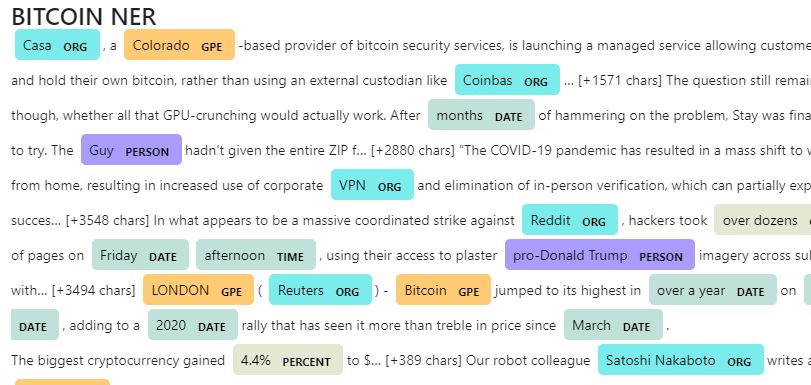 BITCOIN NER
Casa ORG , a Colorado GPE -based provider of bitcoin security services, is launching a managed service allowing custome
and hold their own bitcoin, rather than using an external custodian like Coinbas ORG … [+1571 chars] The question still remai
though, whether all that GPU-crunching would actually work. After months DATE of hammering on the problem, Stay was fina
to try. The Guy PERSON hadn't given the entire ZIP f… [+2880 chars] “The COVID-19 pandemic has resulted in a mass shift to w
from home, resulting in increased use of corporate VPN ORG and elimination of in-person verification, which can partially exp
succes… [+3548 chars] In what appears to be a massive coordinated strike against Reddit ORG , hackers took over dozens
of pages on Friday DATE afternoon TIME , using their access to plaster pro-Donald Trump PERSON imagery across sul
with… [+3494 chars] LONDON GPE ( Reuters ORG ) - Bitcoin GPE jumped to its highest in over a year DATE on
DATE , adding to a 2020 DATE rally that has seen it more than treble in price since March DATE .
The biggest cryptocurrency gained 4.4% PERCENT to $… [+389 chars] Our robot colleague Satoshi Nakaboto ORG writes a